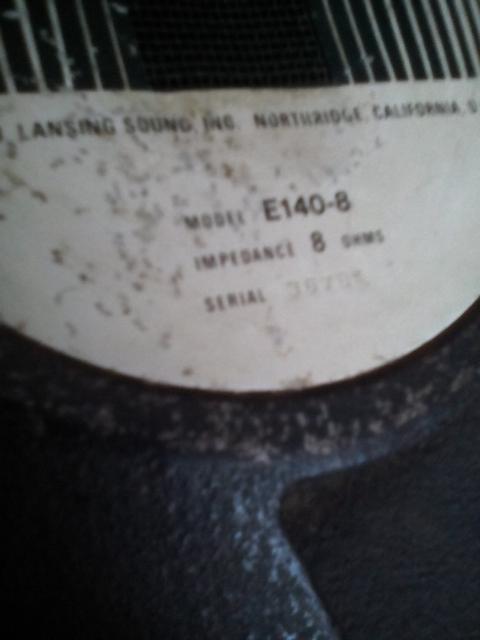 LANSING SOUND, INC. NORTHRIDGE, CALIFORNIA, U
MODEL E140-8
IMPEDANCE 8 OHMS
SERIAL